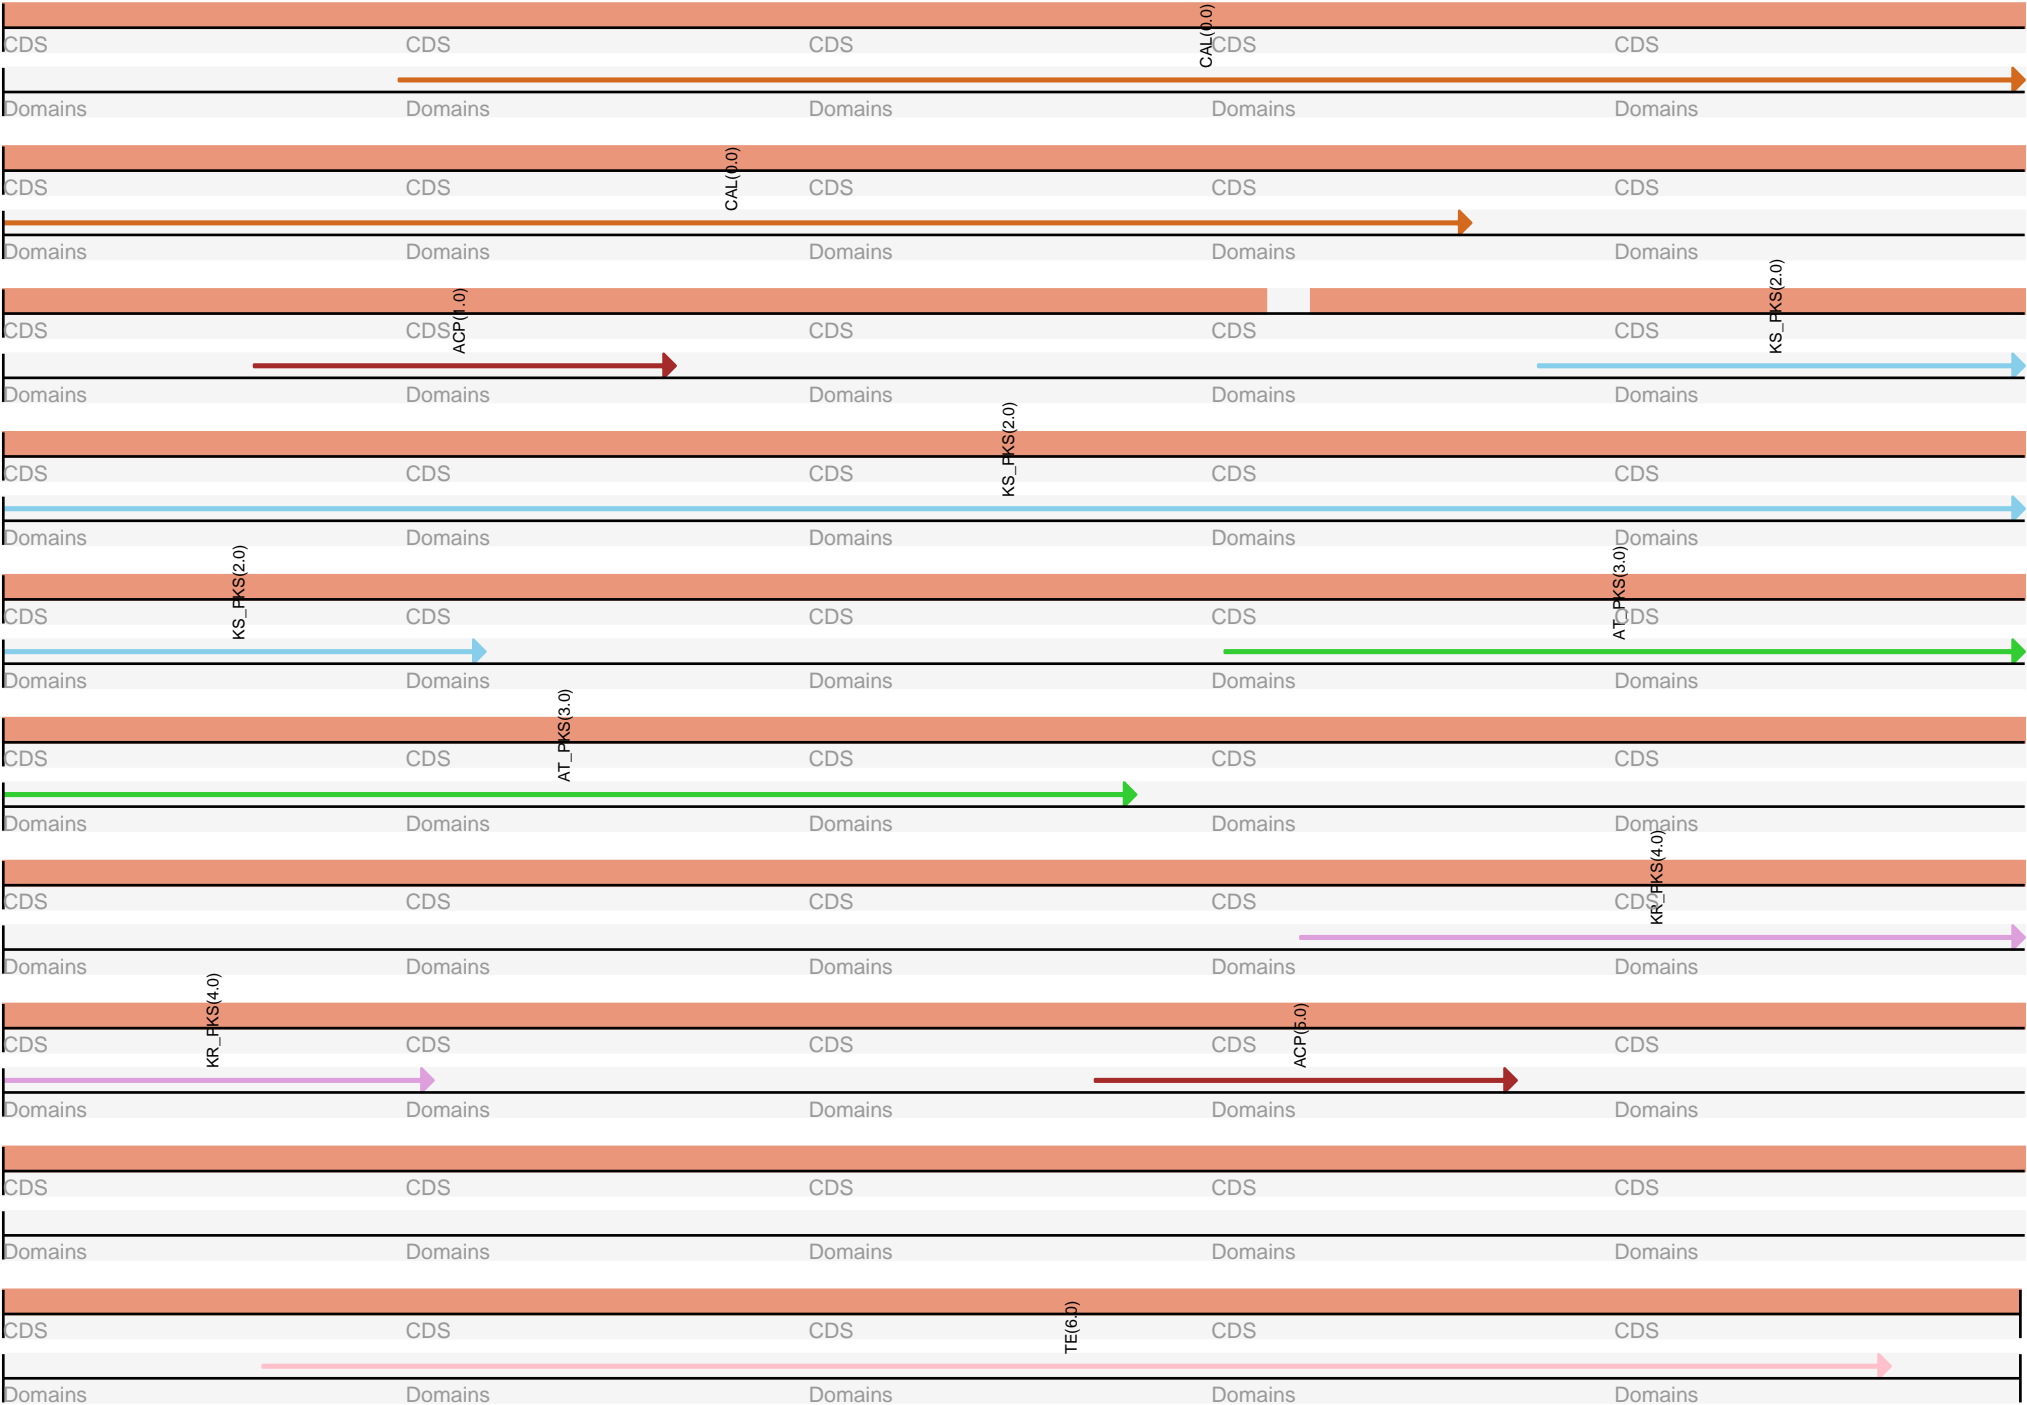 CAL(0.0)
CDS CDS CDS CDS CDS
Domains Domains Domains Domains Domains
CAL(0.0)
CDS CDS CDS CDS CDS
Domains Domains Domains Domains Domains
ACP(1.0) KS_PKS(2.0)
CDS CDS CDS CDS CDS
Domains Domains Domains Domains Domains
KS_PKS(2.0)
CDS CDS CDS CDS CDS
Domains Domains Domains Domains Domains
KS_PKS(2.0) AT_PKS(3.0)
CDS CDS CDS CDS CDS
Domains Domains Domains Domains Domains
AT_PKS(3.0)
CDS CDS CDS CDS CDS
Domains Domains Domains Domains Domains
KR_PKS(4.0)
CDS CDS CDS CDS CDS
Domains Domains Domains Domains Domains
KR_PKS(4.0) ACP(5.0)
CDS CDS CDS CDS CDS
Domains Domains Domains Domains Domains
CDS CDS CDS CDS CDS
Domains Domains Domains Domains Domains
TE(6.0)
CDS CDS CDS CDS CDS
Domains Domains Domains Domains Domains